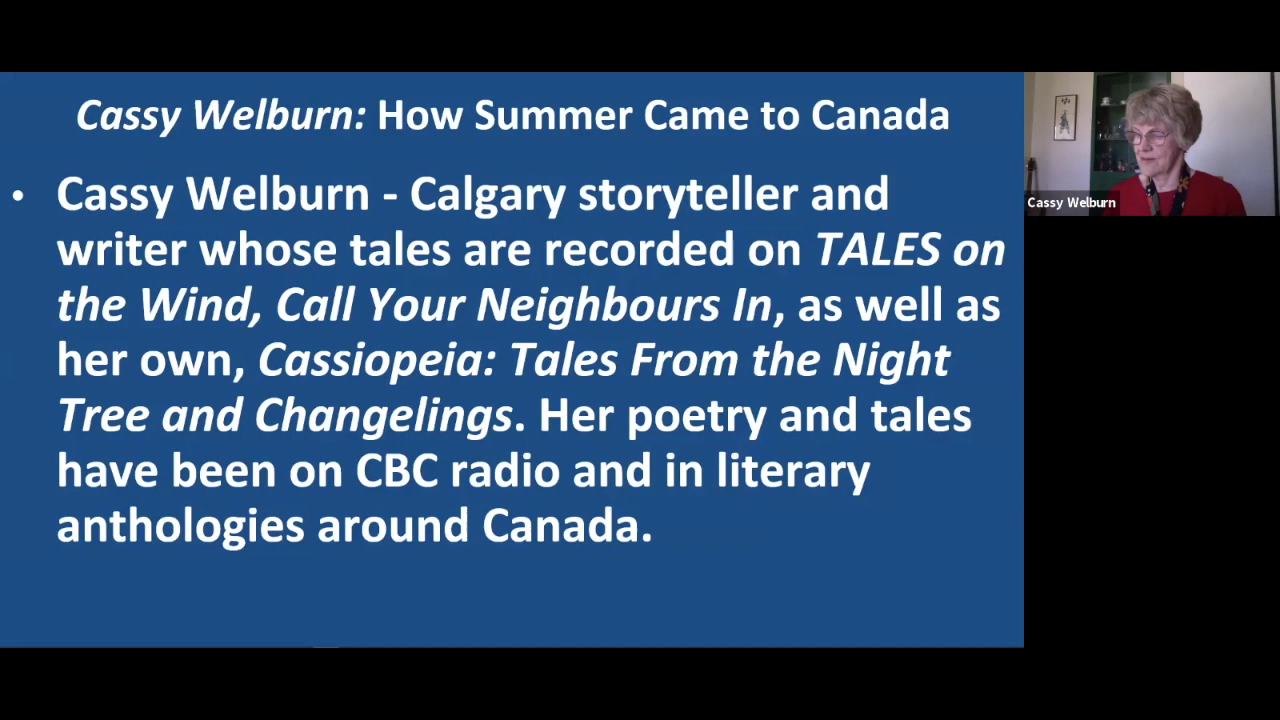 Cassy Welburn: How Summer Came to Canada
• Cassy Welburn - Calgary storyteller and
writer whose tales are recorded on TALES on
the Wind, Call Your Neighbours In, as well as
her own, Cassiopeia: Tales From the Night
Tree and Changelings. Her poetry and tales
have been on CBC radio and in literary
anthologies around Canada.
Cassy Welburn